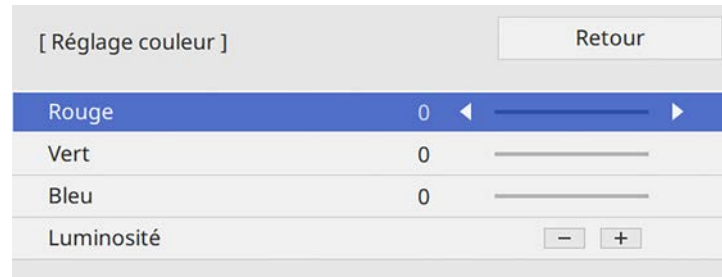 [ Réglage couleur ]
Retour
Rouge 0
Vert 0
Bleu 0
Luminosité − +